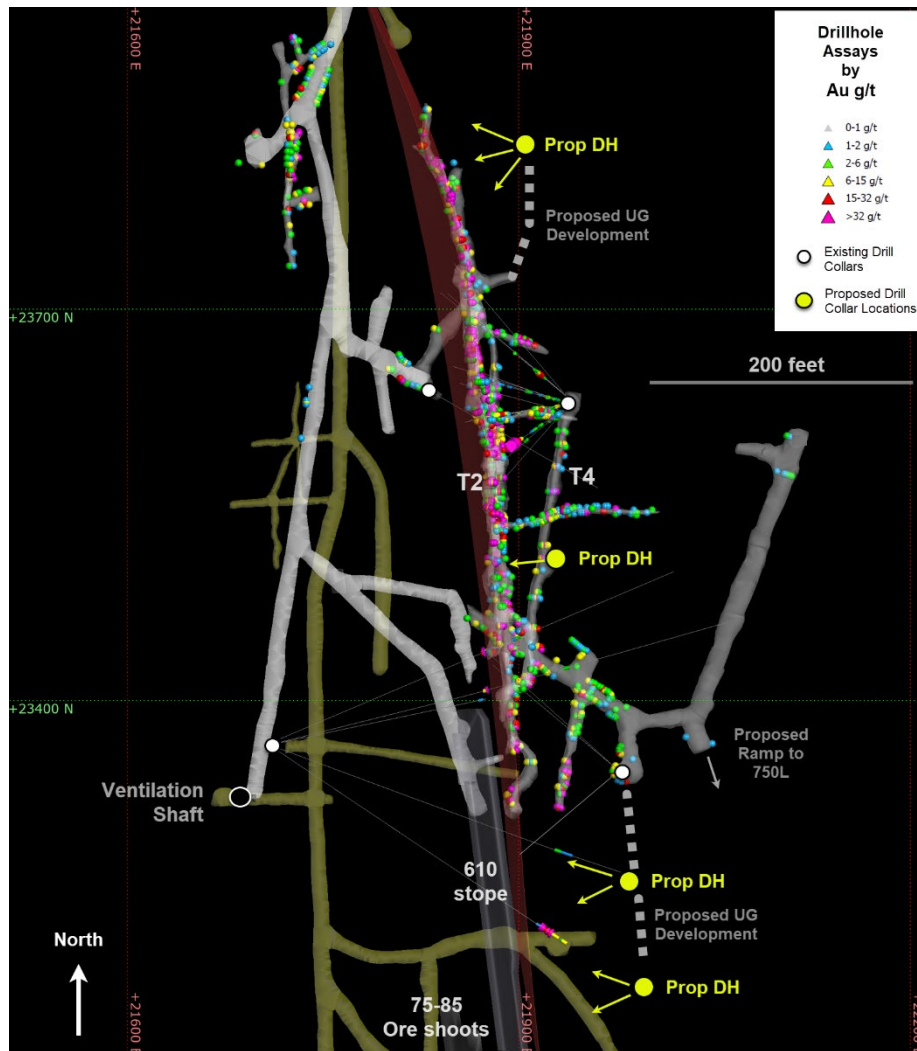 +21600 E
+21900 E
Drillhole
Assays
by
Au g/t
0-1 g/t
1-2 g/t
2-6 g/t
6-15 g/t
15-32 g/t
>32 g/t
Existing Drill
Collars
Proposed Drill
Collar Locations
Prop DH
Proposed UG
Development
+23700 N
200 feet
T2
T4
Prop DH
+23400 N
Proposed
Ramp to
750L
Ventilation
Shaft
610
stope
Prop DH
Proposed UG
Development
North
Prop DH
75-85
Ore shoots
+21600 E
+21900 E